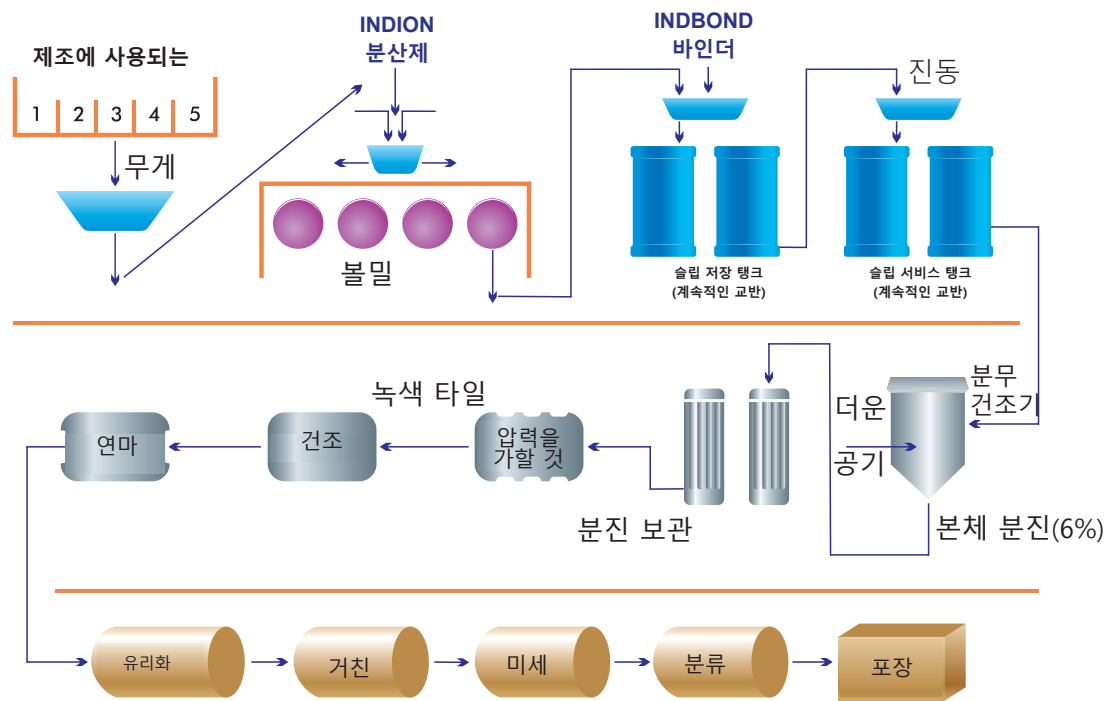 제조에 사용되는
1 2 3 4 5
무게
INDION
분산제
볼밀
INDBOND
바인더
진동
슬립 저장 탱크
(계속적인 교반)
슬립 서비스 탱크
(계속적인 교반)
분무
건조기
더운
공기
본체 분진(6%)
분진 보관
압력을
가할 것
녹색 타일
건조
연마
유리화
거친
미세
분류
포장